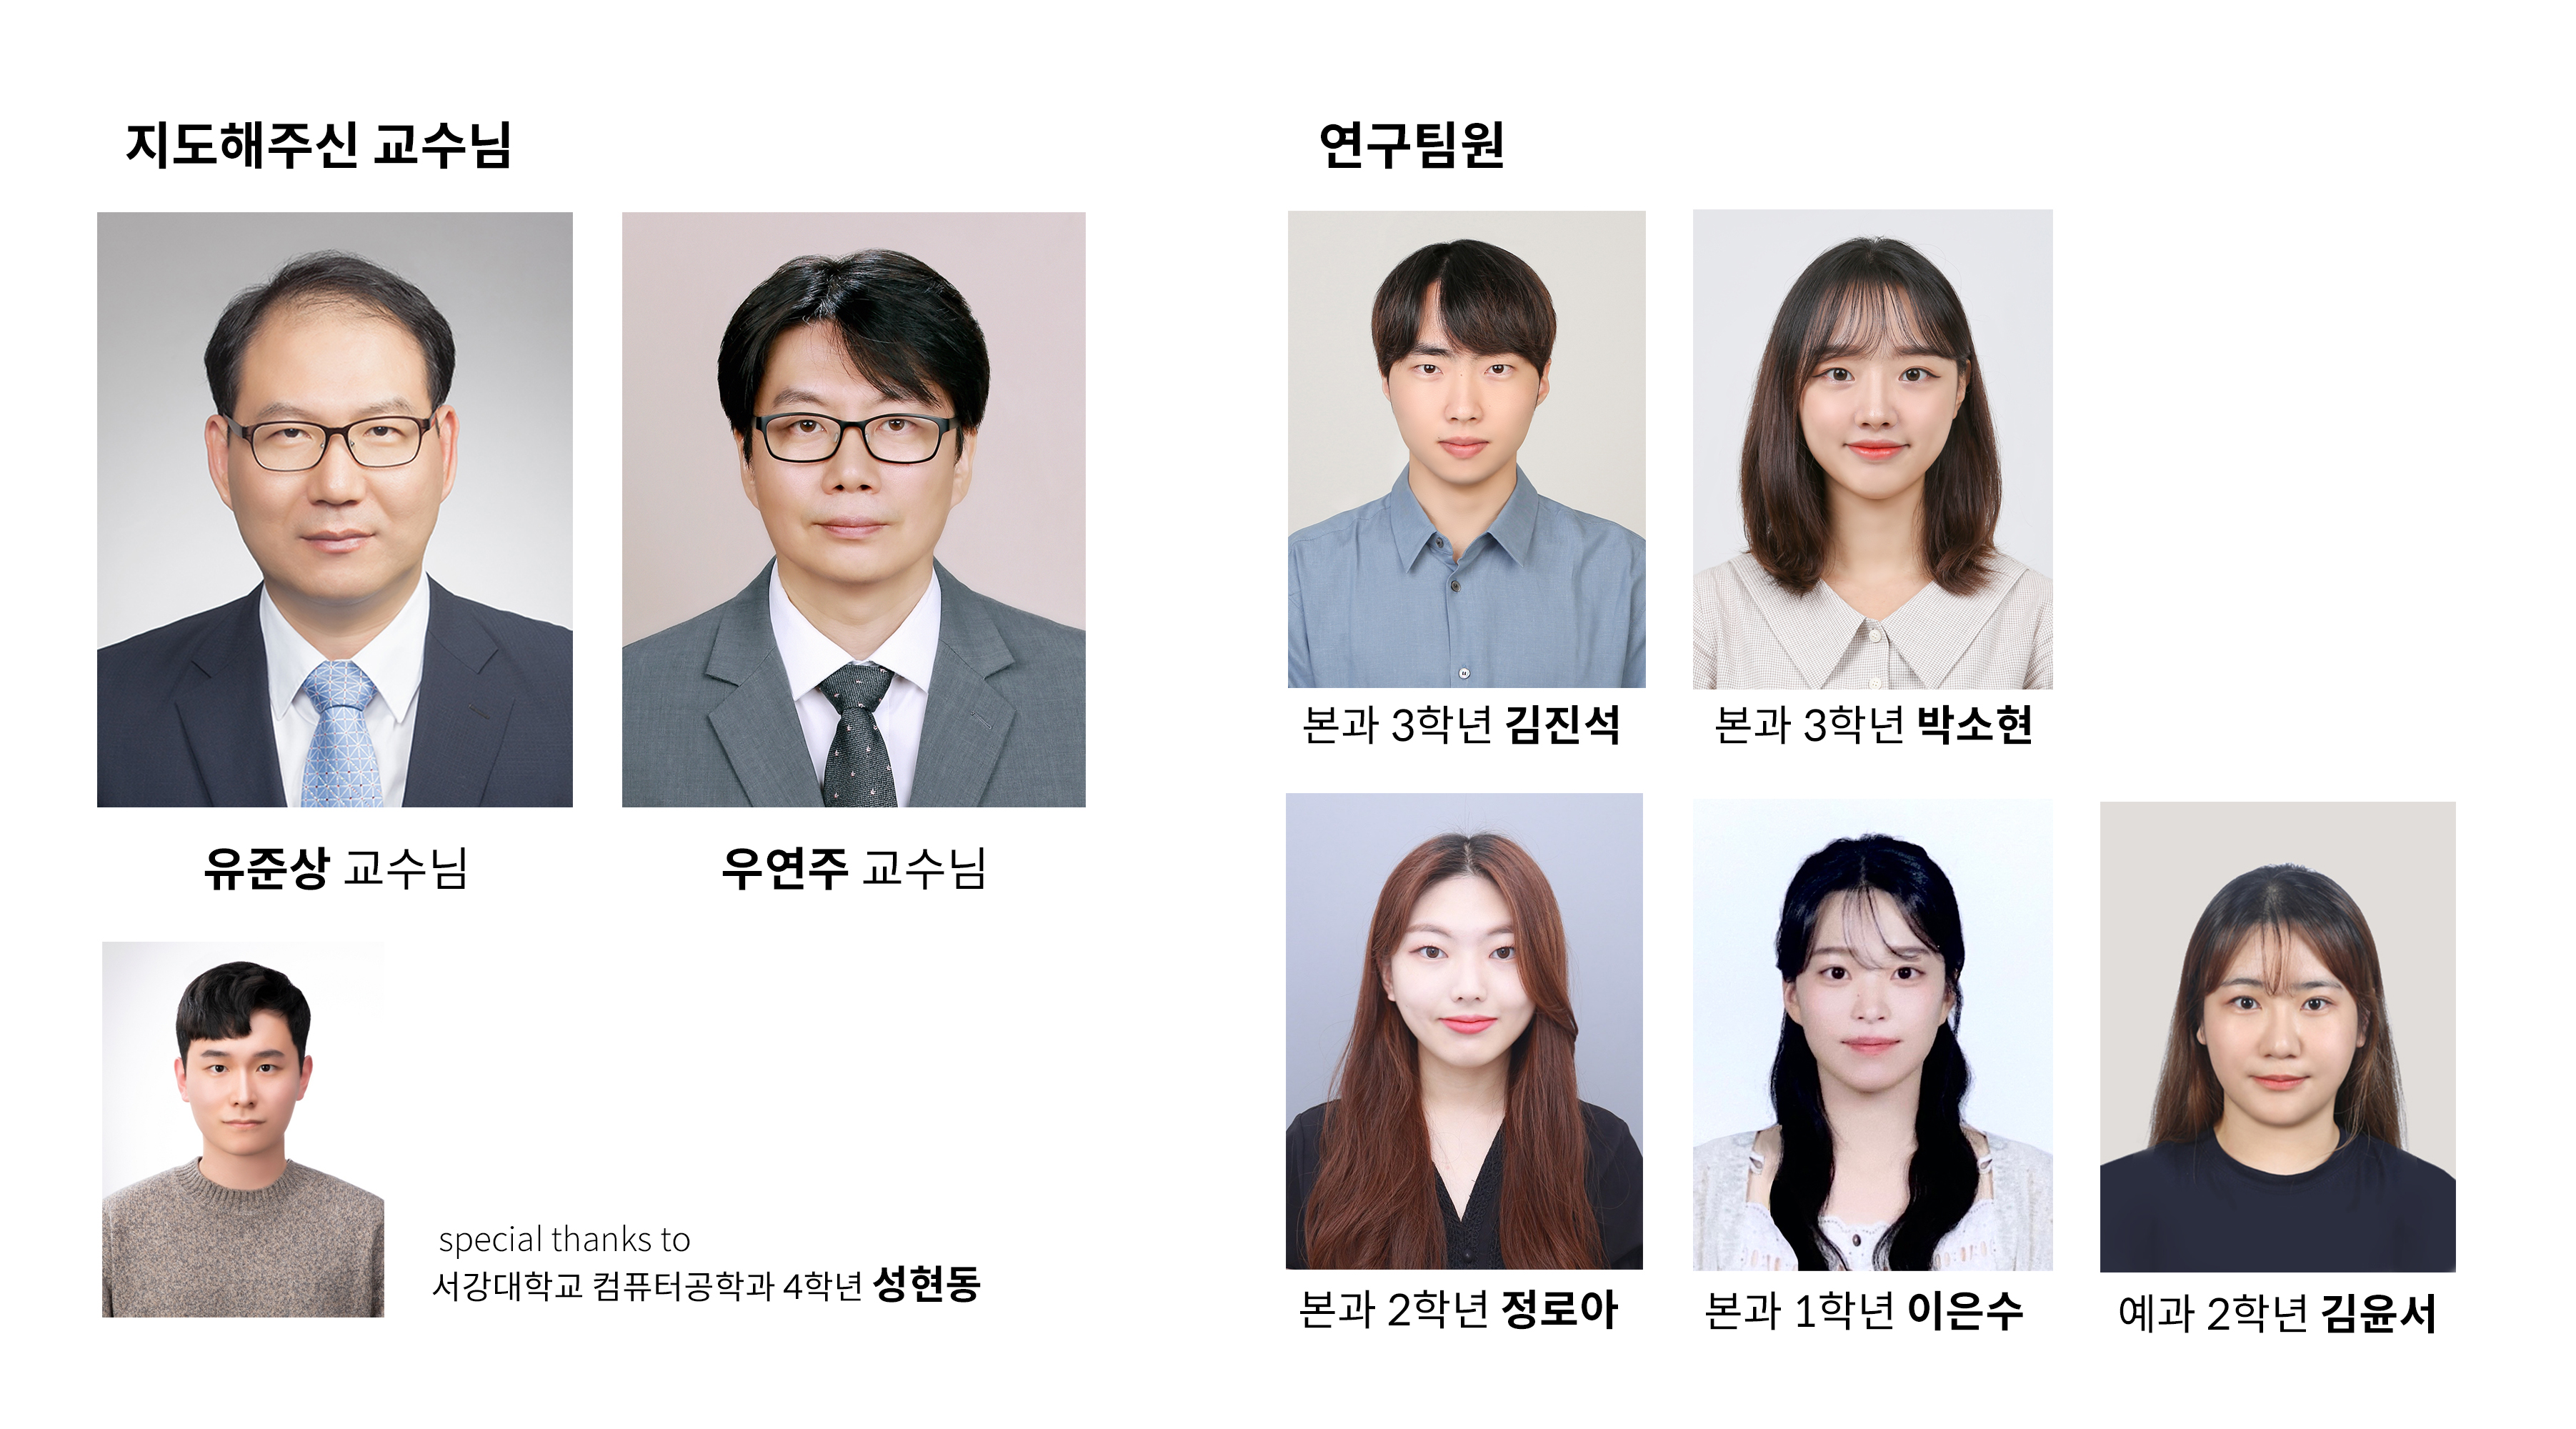 지도해주신 교수님
유준상 교수님
우연주 교수님
special thanks to
서강대학교 컴퓨터공학과 4학년 성현동
연구팀원
본과 3학년 김진석
본과 3학년 박소현
본과 2학년 정로아
본과 1학년 이은수
예과 2학년 김윤서